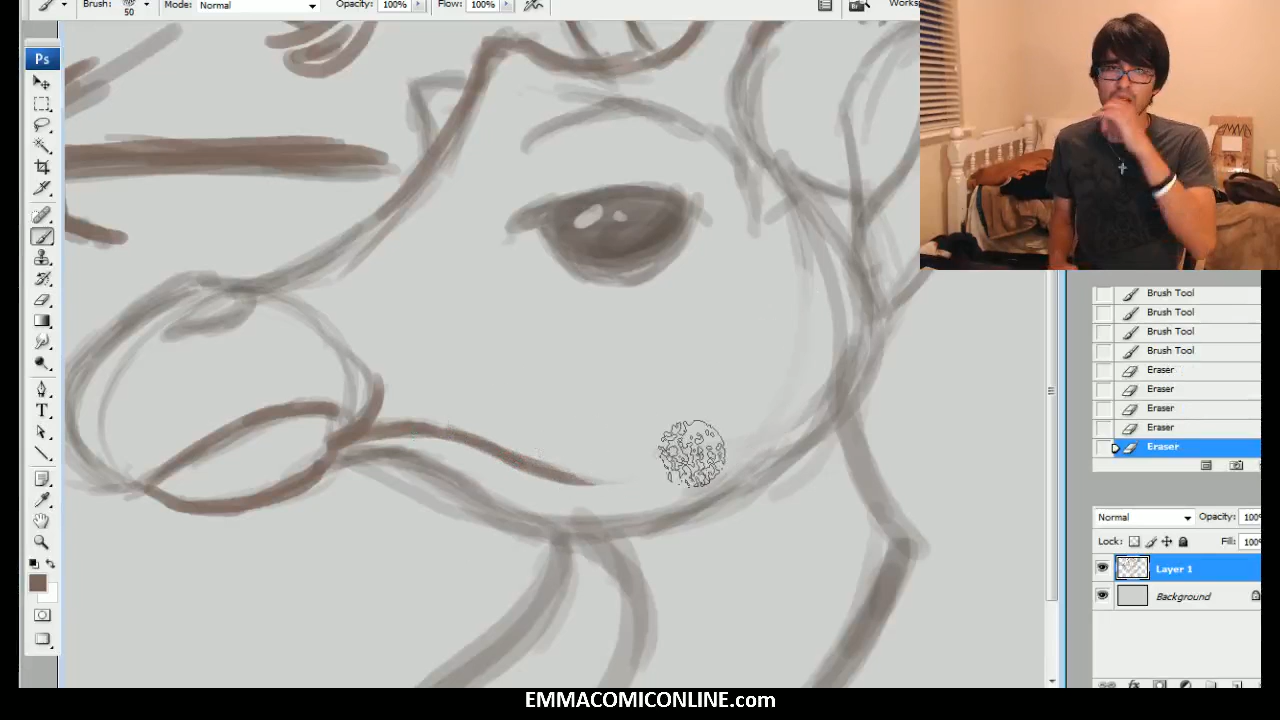 Brush: 50 Mode: Normal Opacity: 100% Flow: 100%
Ps
T
Brush Tool
Brush Tool
Brush Tool
Brush Tool
Eraser
Eraser
Eraser
Eraser
Eraser
Normal Opacity:
Lock: Fill:
Layer 1
Background
EMMACOMICONLINE.com